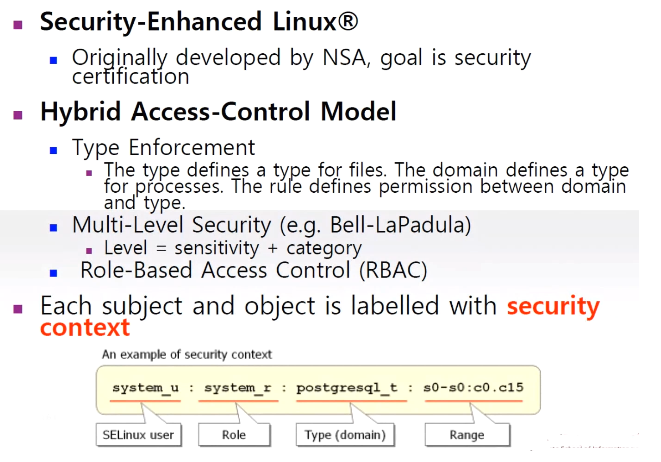 Security-Enhanced Linux®
Originally developed by NSA, goal is security
certification
Hybrid Access-Control Model
Type Enforcement
The type defines a type for files. The domain defines a type
for processes. The rule defines permission between domain
and type.
Multi-Level Security (e.g. Bell-LaPadula)
Level = sensitivity + category
Role-Based Access Control (RBAC)
Each subject and object is labelled with security
context
An example of security context
system_u : system_r : postgresql_t : s0-s0:c0.c15
SELinux user Role Type (domain) Range